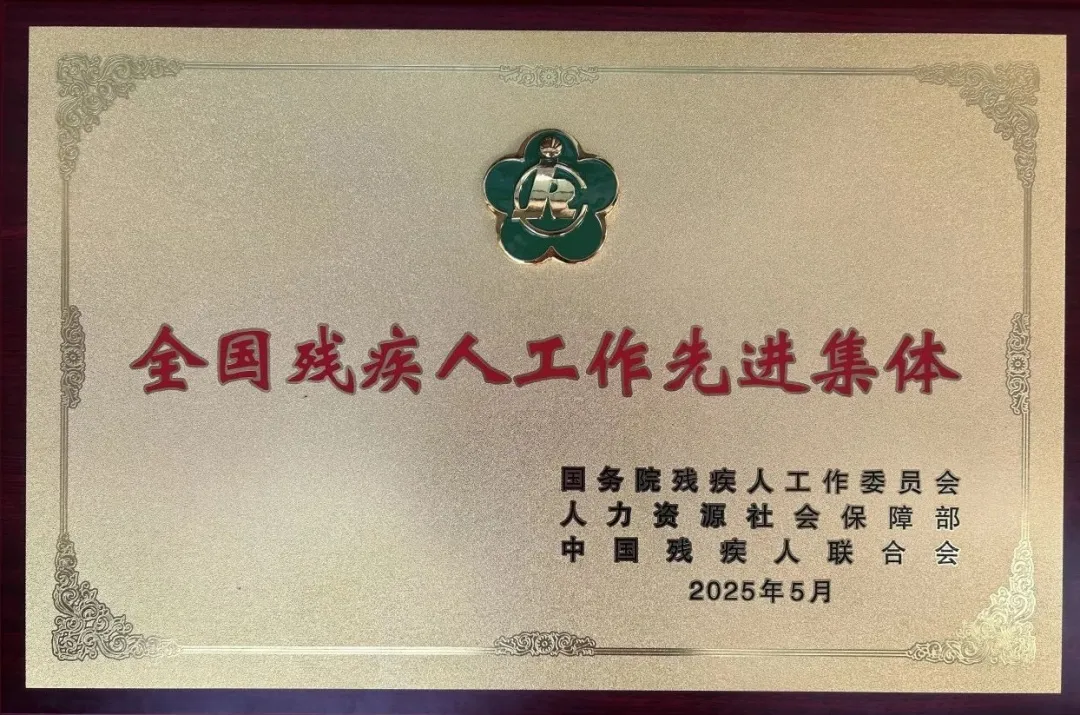 全国残疾人工作先进集体
国务院残疾人工作委员会
人力资源社会保障部
中国残疾人联合会
2025年5月